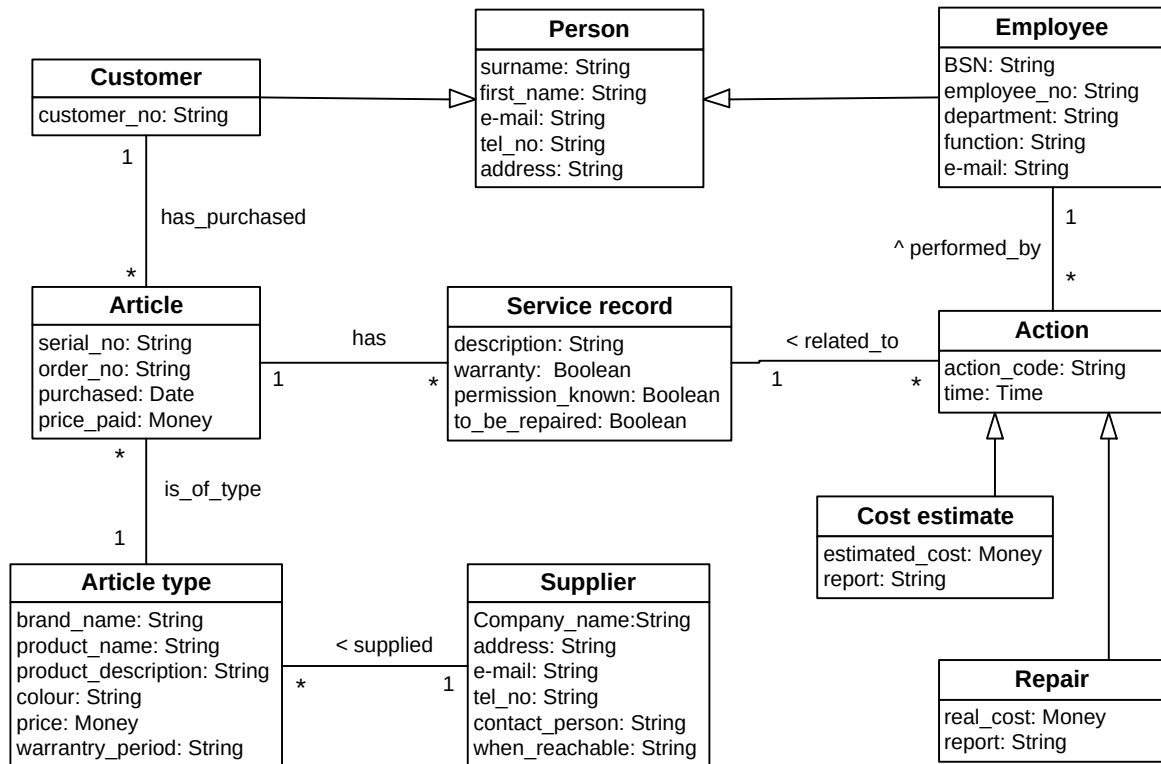 Person
surname: String
first_name: String
e-mail: String
tel_no: String
address: String
Employee
BSN: String
employee_no: String
department: String
function: String
e-mail: String
Customer
customer_no: String
1
has_purchased
*
1
^ performed_by
*
Article
serial_no: String
order_no: String
purchased: Date
price_paid: Money
has
1
*
Service record
description: String
warranty:  Boolean
permission_known: Boolean
to_be_repaired: Boolean
< related_to
1
*
Action
action_code: String
time: Time
*
is_of_type
1
Cost estimate
estimated_cost: Money
report: String
Article type
brand_name: String
product_name: String
product_description: String
colour: String
price: Money
warrantry_period: String
< supplied
*
1
Supplier
Company_name:String
address: String
e-mail: String
tel_no: String
contact_person: String
when_reachable: String
Repair
real_cost: Money
report: String